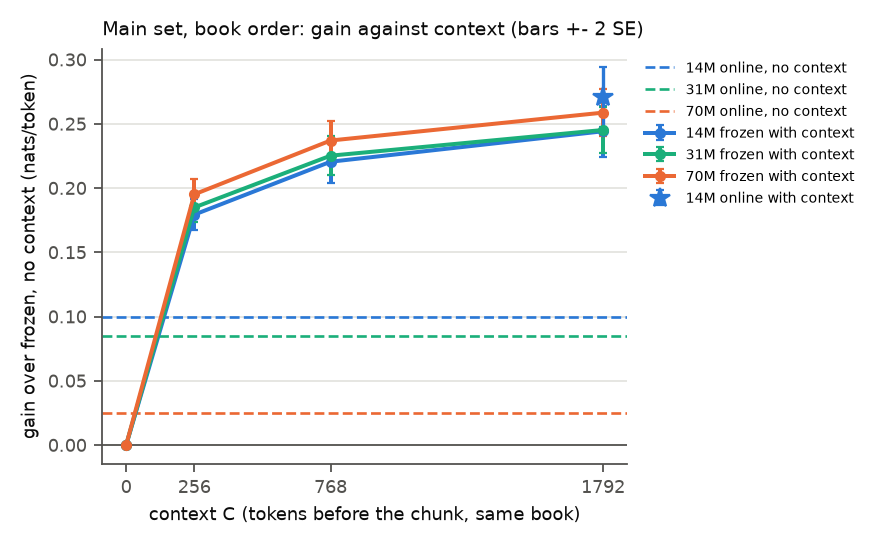 Main set, book order: gain against context (bars +- 2 SE)
gain over frozen, no context (nats/token)
0.30
0.25
0.20
0.15
0.10
0.05
0.00
0
256
768
1792
context C (tokens before the chunk, same book)
14M online, no context
31M online, no context
70M online, no context
14M frozen with context
31M frozen with context
70M frozen with context
14M online with context